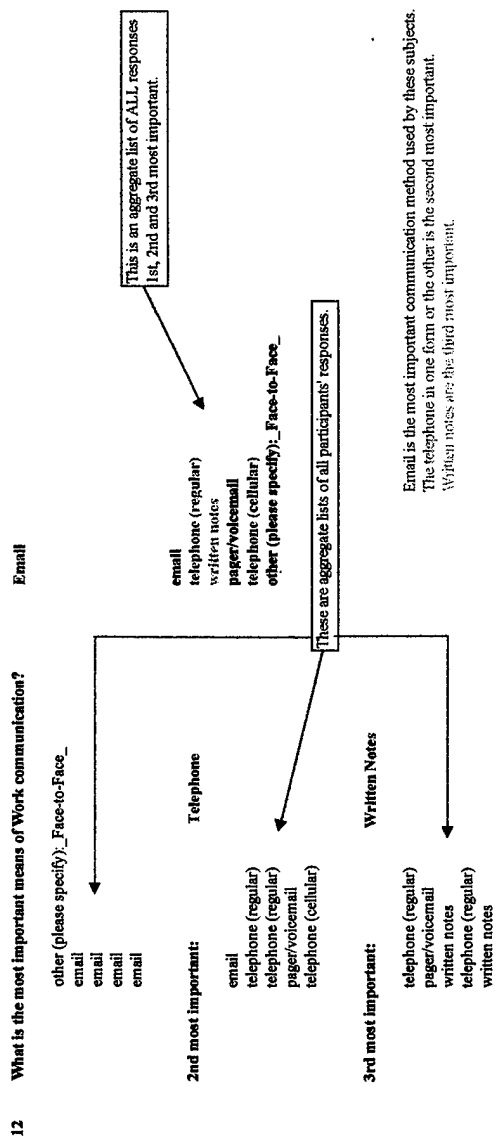 12 What is the most important means of Work communication? Email
other (please specify):_Face-to-Face_
email
email
email
email
2nd most important: Telephone
email
telephone (regular)
telephone (regular)
pager/voicemail
telephone (cellular)
3rd most important: Written Notes
telephone (regular)
pager/voicemail
written notes
telephone (regular)
written notes
email
telephone (regular)
written notes
pager/voicemail
telephone (cellular)
other (please specify):_Face-to-Face_
This is an aggregate list of ALL responses
1st, 2nd and 3rd most important.
These are aggregate lists of all participants' responses.
Email is the most important communication method used by these subjects.
The telephone in one form or the other is the second most important.
Written notes are the third most important.